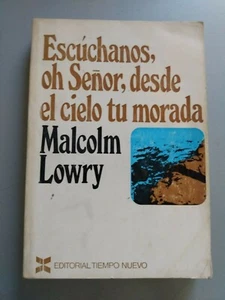 Escúchanos,
oh Señor, desde
el cielo tu morada
Malcolm
Lowry
EDITORIAL TIEMPO NUEVO